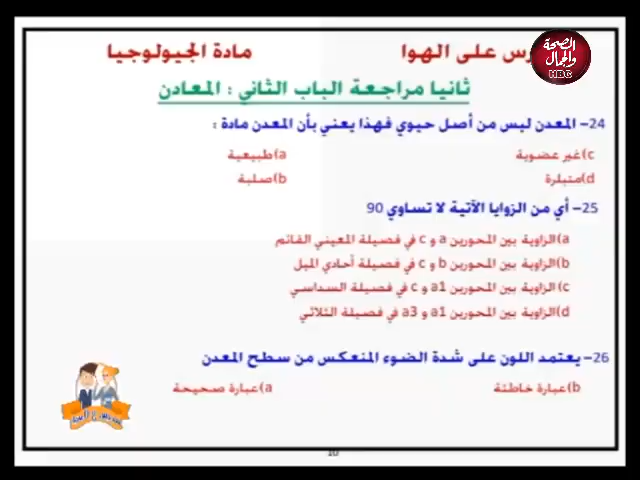 الصحة
والجمال
HBG
رس على الهوا
مادة الجيولوجيا
ثانيا مراجعة الباب الثاني : المعادن
24- المعدن ليس من أصل حيوي فهذا يعني بأن المعدن مادة :
c)غير عضوية a)طبيعية
d)متبلرة b)صلبة
25- أي من الزوايا الآتية لا تساوي 90
a)الزاوية بين المحورين a و c في فصيلة المعيني القائم
b)الزاوية بين المحورين b و c في فصيلة أحادي الميل
c)الزاوية بين المحورين a1 و c في فصيلة السداسي
d)الزاوية بين المحورين a1 و a3 في فصيلة الثلاثي
26- يعتمد اللون على شدة الضوء المنعكس من سطح المعدن
b)عبارة خاطئة a)عبارة صحيحة
10